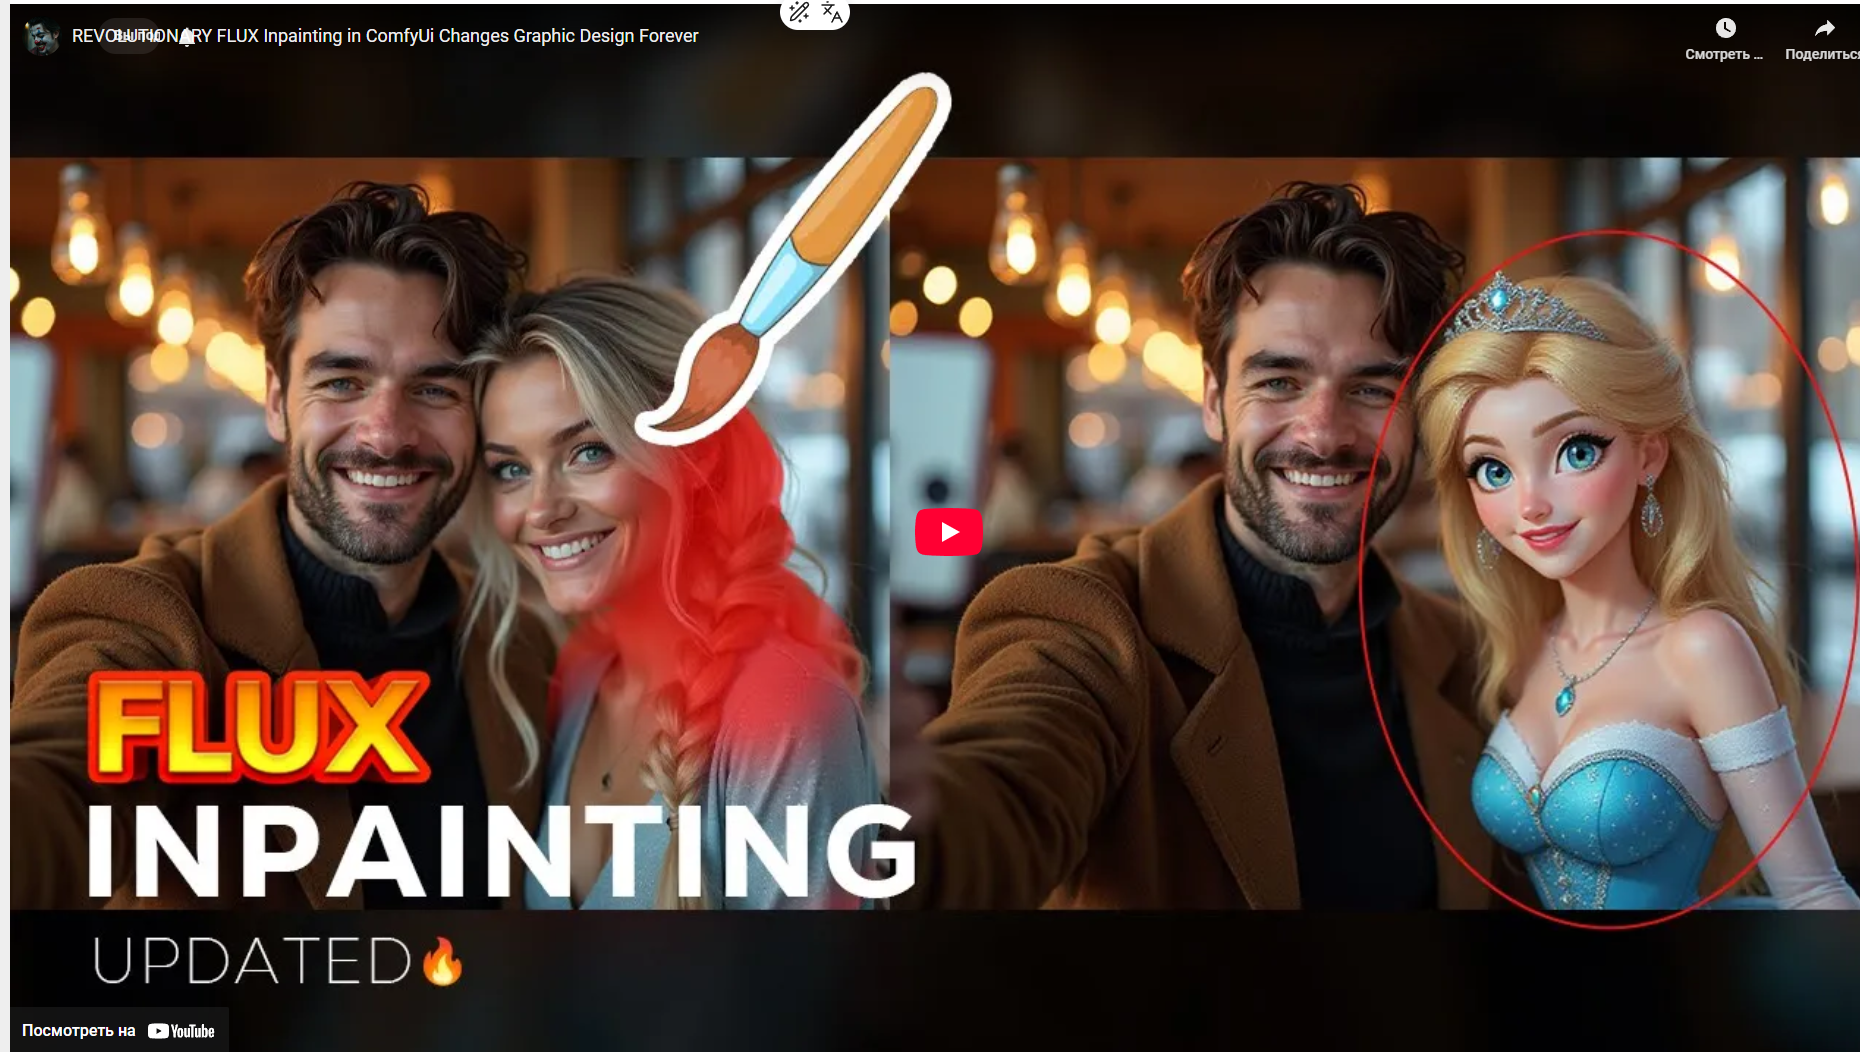 REVOLUTIONARY FLUX Inpainting in ComfyUi Changes Graphic Design Forever
Смотреть ...
Поделиться
FLUX
INPAINTING
UPDATED🔥
Посмотреть на YouTube